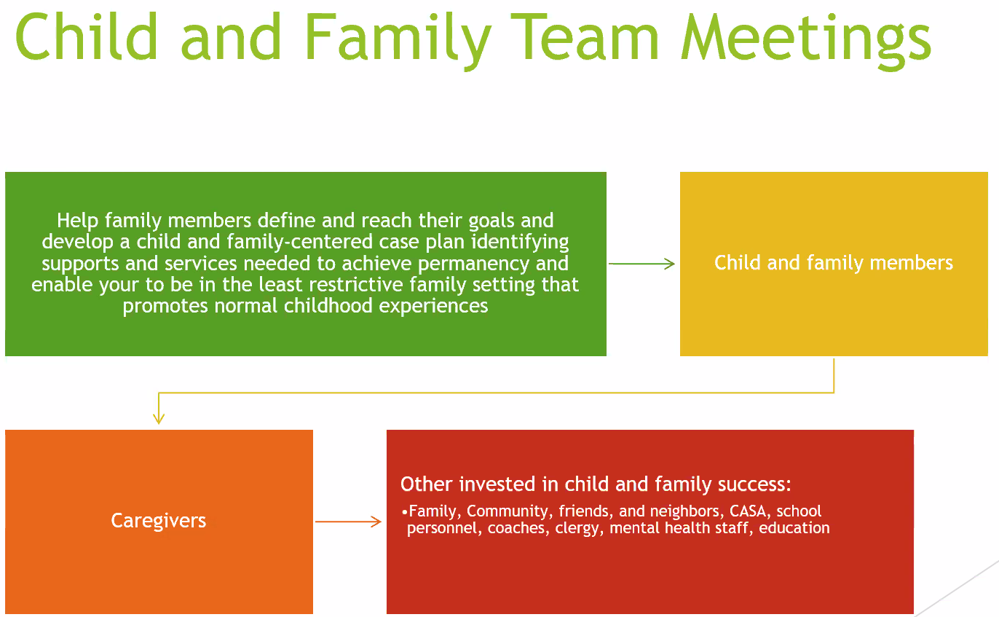 Child and Family Team Meetings
Help family members define and reach their goals and
develop a child and family-centered case plan identifying
supports and services needed to achieve permanency and
enable your to be in the least restrictive family setting that
promotes normal childhood experiences
Child and family members
Caregivers
Other invested in child and family success:
•Family, Community, friends, and neighbors, CASA, school
personnel, coaches, clergy, mental health staff, education